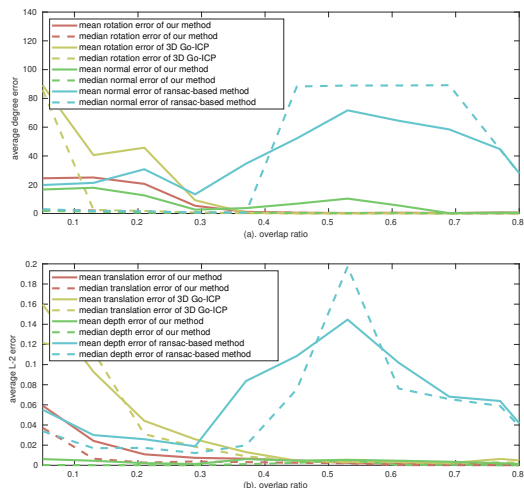 140
120
100
80
60
40
20
0
average degree error
mean rotation error of our method
median rotation error of our method
mean rotation error of 3D Go-ICP
median rotation error of 3D Go-ICP
mean normal error of our method
median normal error of our method
mean normal error of ransac-based method
median normal error of ransac-based method
0.1 0.2 0.3 0.4 0.5 0.6 0.7 0.8
(a). overlap ratio
0.2
0.18
0.16
0.14
0.12
0.1
0.08
0.06
0.04
0.02
0
average L-2 error
mean translation error of our method
median translation error of our method
mean translation error of 3D Go-ICP
median translation error of 3D Go-ICP
mean depth error of our method
median depth error of our method
mean depth error of ransac-based method
median depth error of ransac-based method
0.1 0.2 0.3 0.4 0.5 0.6 0.7 0.8
(b). overlap ratio